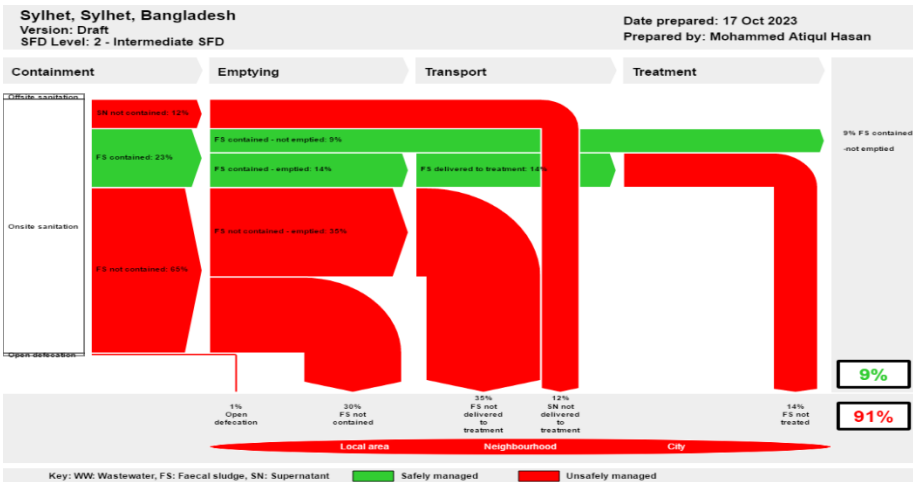 Sylhet, Sylhet, Bangladesh
Version: Draft
SFD Level: 2 - Intermediate SFD
Date prepared: 17 Oct 2023
Prepared by: Mohammed Atiqul Hasan
Containment
Emptying
Transport
Treatment
Offsite sanitation
SN not contained: 12%
FS contained - not emptied: 9%
9% FS contained
-not emptied
FS contained: 23%
FS contained - emptied: 14%
FS delivered to treatment: 14%
Onsite sanitation
FS not contained - emptied: 35%
FS not contained: 65%
Open defecation
9%
91%
1%
Open
defecation
30%
FS not
contained
35%
FS not
delivered
to
treatment
12%
SN not
delivered
to
treatment
14%
FS not
treated
Local area
Neighbourhood
City
Key: WW: Wastewater, FS: Faecal sludge, SN: Supernatant
Safely managed
Unsafely managed